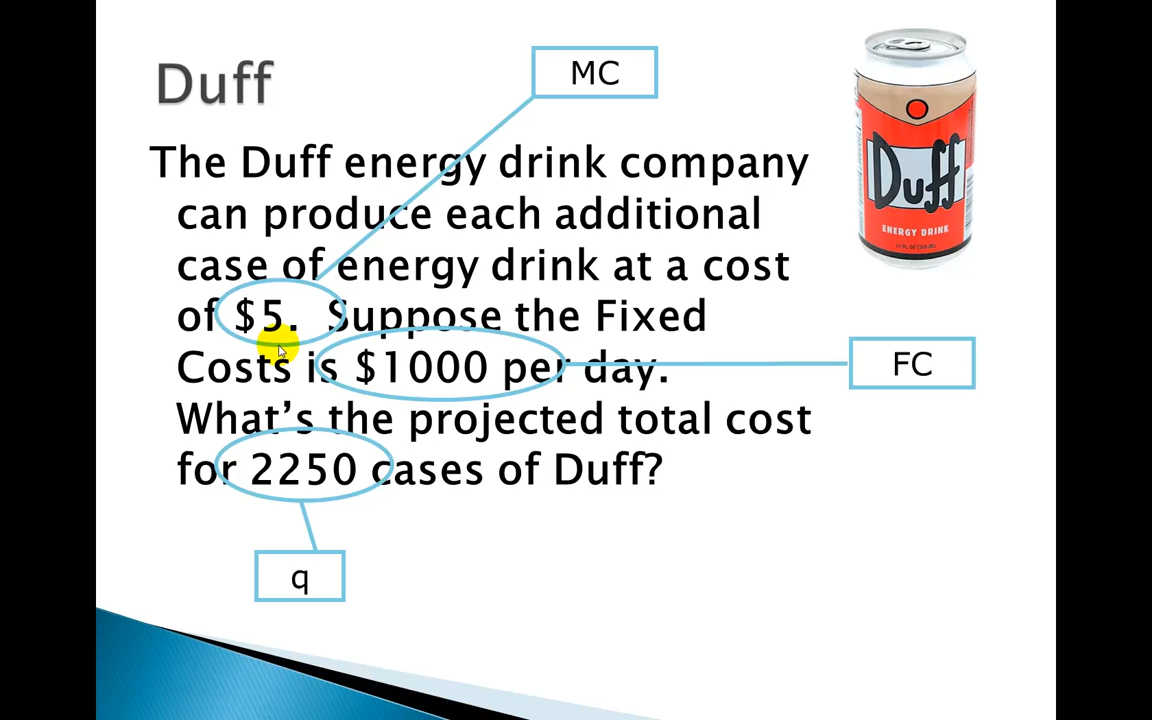 Duff
MC
The Duff energy drink company
can produce each additional
case of energy drink at a cost
of $5. Suppose the Fixed
Costs is $1000 per day.
FC
What's the projected total cost
for 2250 cases of Duff?
q
Duff
ENERGY DRINK